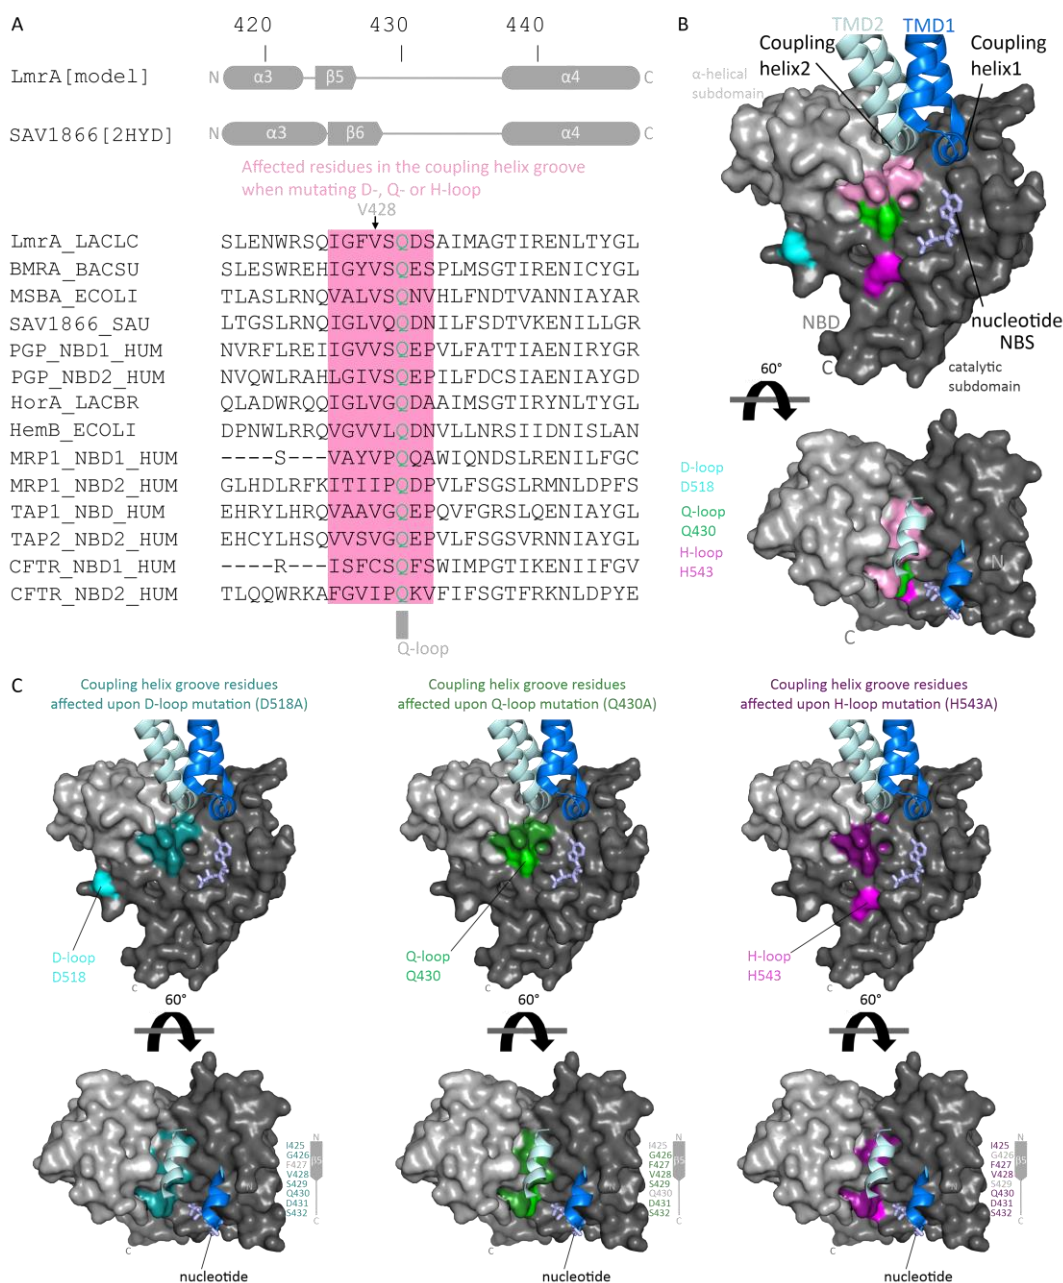 A
420 430 440
LmrA[model] N α3 β5 α4 C
SAV1866[2HYD] N α3 β6 α4 C
Affected residues in the coupling helix groove
when mutating D-, Q- or H-loop
V428
LmrA_LACLC SLENWRSQIGFVSQDSAIMAGTIRENLTYGL
BMRA_BACSU SLESWREHIGYVSQESPLMSGTIRENICYGL
MSBA_ECOLI TLASLRNQVALVSQNVHLFNDTVANNIAYAR
SAV1866_SAU LTGSLRNQIGLVQQDNILFSDTVKENILLGR
PGP_NBD1_HUM NVRFLREIIGVVSQEPVLFATTIAENIRYGR
PGP_NBD2_HUM NVQWLRAHLGIVSQEPILFDCSIAENIAYGD
HorA_LACBR QLADWRQQIGLVGQDAAIMSGTIRYNLTYGL
HemB_ECOLI DPNWLRRQVGVVLQDNVLLNRSIIDNISLAN
MRP1_NBD1_HUM ----S---VAYVPQQAWIQNDSLRENILFGC
MRP1_NBD2_HUM GLHDLRFKITIIPQDPVLFSGSLRMNLDPFS
TAP1_NBD_HUM EHRYLHRQVAAVGQEPQVFGRSLQENIAYGL
TAP2_NBD_HUM EHCYLHSQVVSVGQEPVLFSGSVRNNIAYGL
CFTR_NBD1_HUM ----R---ISFCSQFSWIMPGTIKENIIFGV
CFTR_NBD2_HUM TLQQWRKAFGVIPQKVFIFSGTFRKNLDPYE
Q-loop
B
TMD2 TMD1
Coupling
helix2
Coupling
helix1
α-helical
subdomain
NBD
nucleotide
NBS
C
catalytic
subdomain
60°
D-loop
D518
Q-loop
Q430
H-loop
H543
N
C
C
Coupling helix groove residues
affected upon D-loop mutation (D518A)
Coupling helix groove residues
affected upon Q-loop mutation (Q430A)
Coupling helix groove residues
affected upon H-loop mutation (H543A)
D-loop
D518
Q-loop
Q430
H-loop
H543
C
C
C
60°
60°
60°
N
I425
G426
F427
V428
S429
Q430
D431
S432
β5
N
C
C
nucleotide
N
I425
G426
F427
V428
S429
Q430
D431
S432
β5
N
C
C
nucleotide
N
I425
G426
F427
V428
S429
Q430
D431
S432
β5
N
C
C
nucleotide